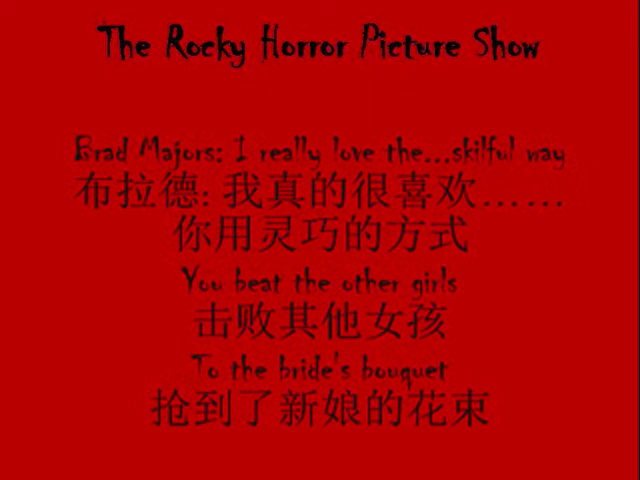 The Rocky Horror Picture Show
Brad Majors: I really love the...skilful way
布拉德: 我真的很喜欢……
你用灵巧的方式
You beat the other girls
击败其他女孩
To the bride's bouquet
抢到了新娘的花束